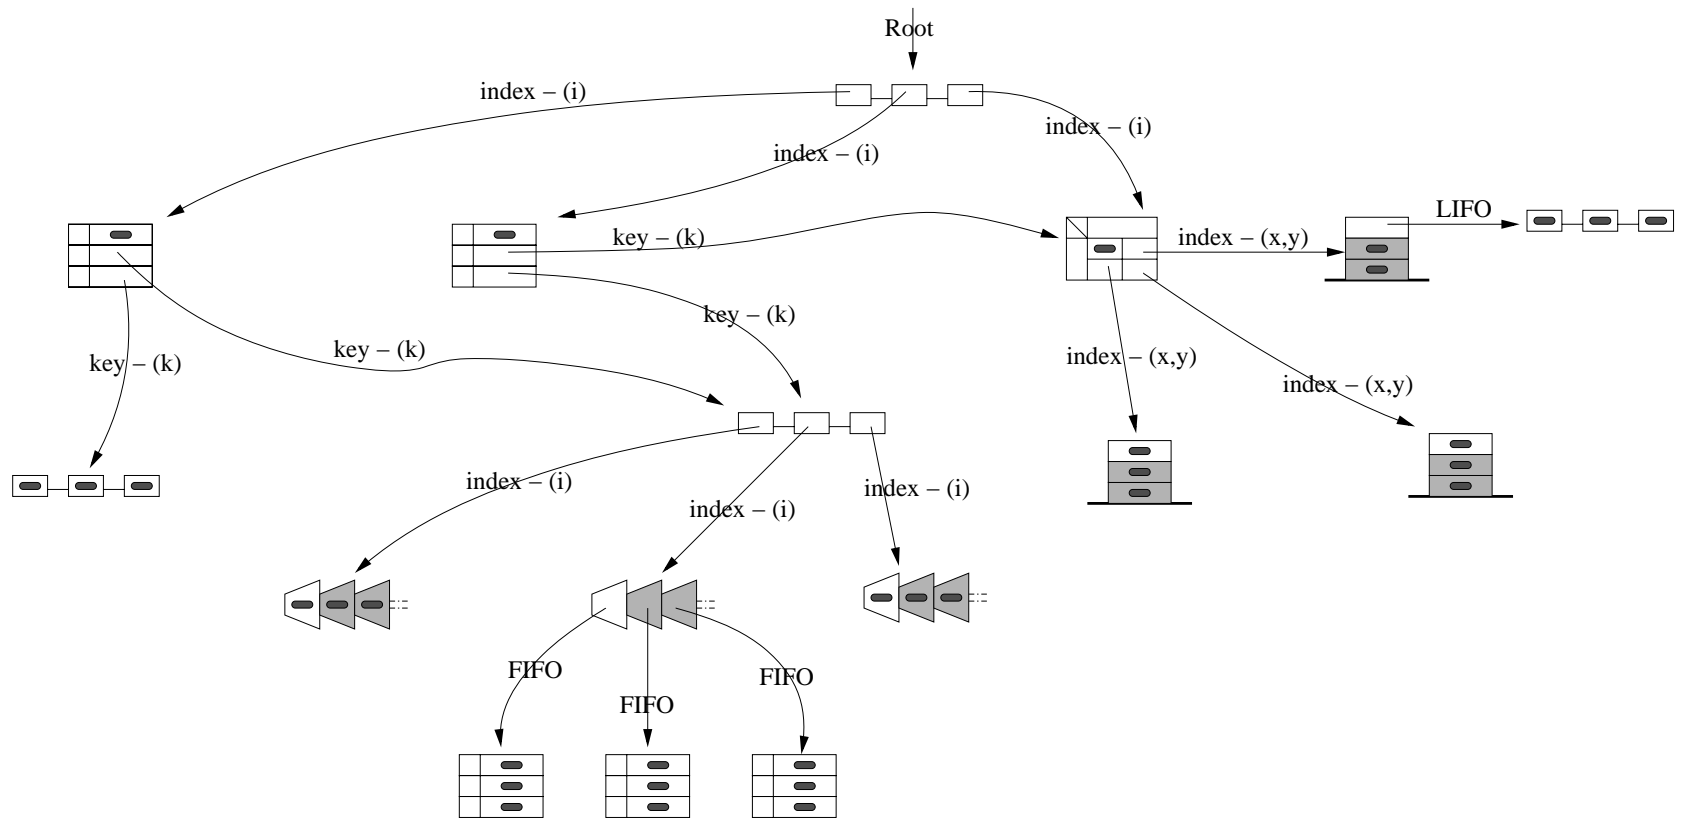 Root
index – (i)
index – (i)
index – (i)
LIFO
key – (k)
index – (x,y)
key – (k)
key – (k)
key – (k)
index – (x,y)
index – (x,y)
index – (i)
index – (i)
index – (i)
FIFO
FIFO
FIFO